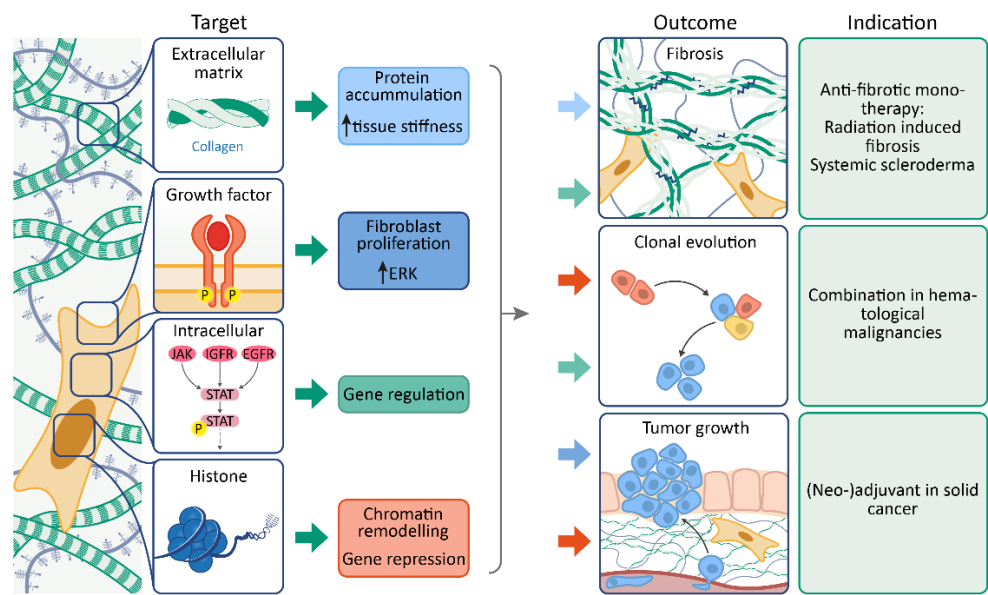 Target
Outcome
Indication
Extracellular
matrix
Collagen
Protein
accumulation
tissue stiffness
Growth factor
P
P
Fibroblast
proliferation
ERK
Intracellular
JAK
IGFR
EGFR
STAT
STAT
P
Gene regulation
Histone
Chromatin
remodelling
Gene repression
Fibrosis
Anti-fibrotic mono-
therapy:
Radiation induced
fibrosis
Systemic scleroderma
Clonal evolution
Combination in hema-
tological
malignancies
Tumor growth
(Neo-)adjuvant in solid
cancer